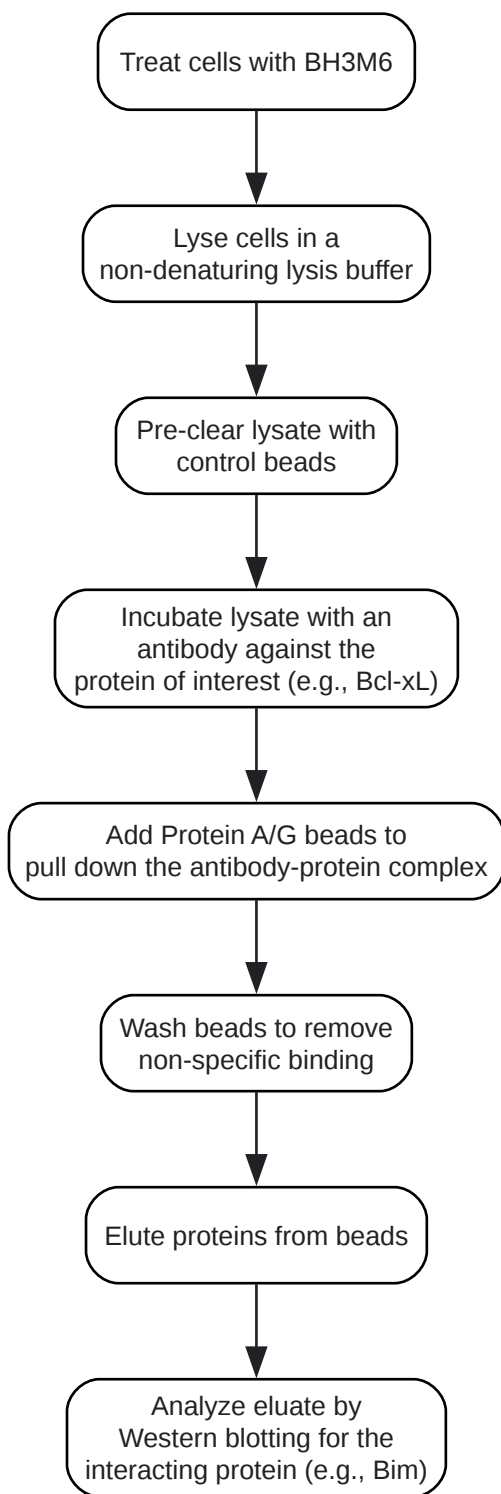 Treat cells with BH3M6
Lyse cells in a
non-denaturing lysis buffer
Pre-clear lysate with
control beads
Incubate lysate with an
antibody against the
protein of interest (e.g., Bcl-xL)
Add Protein A/G beads to
pull down the antibody-protein complex
Wash beads to remove
non-specific binding
Elute proteins from beads
Analyze eluate by
Western blotting for the
interacting protein (e.g., Bim)